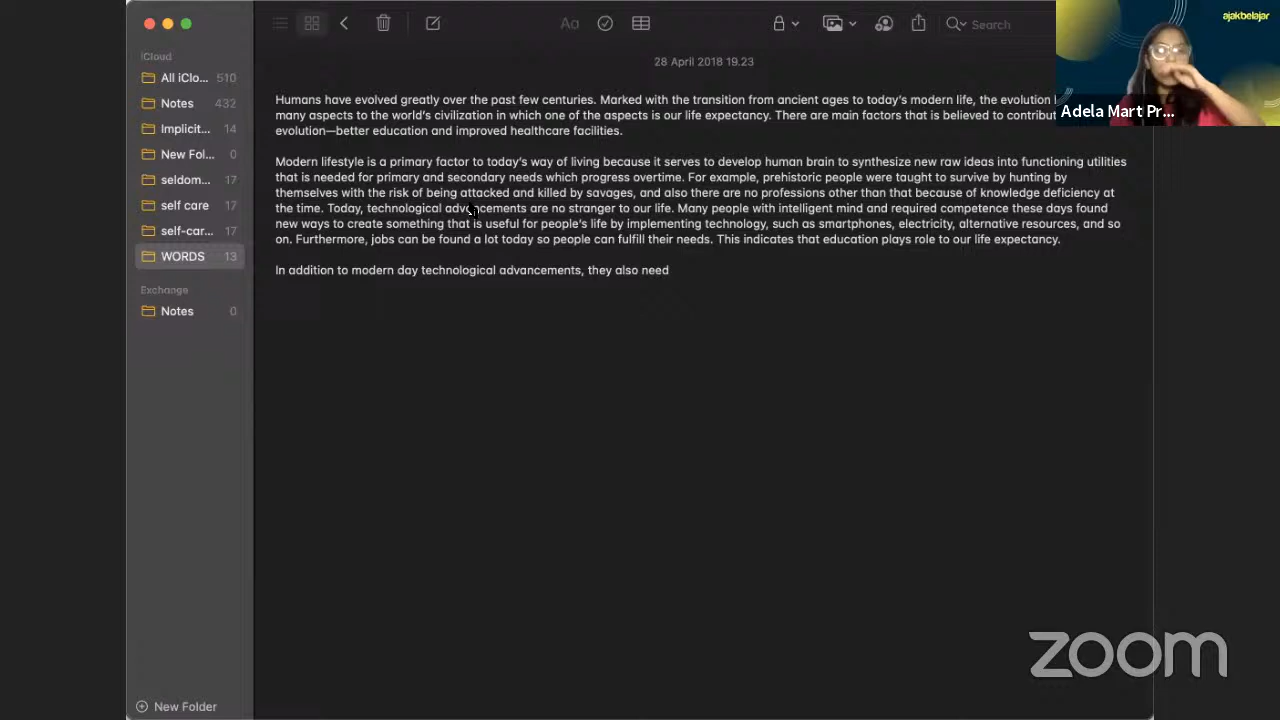 iCloud
All iClo... 510
Notes 432
Implicit... 14
New Fol... 0
seldom... 17
self care 17
self-car... 17
WORDS 13
Exchange
Notes 0
New Folder
Aa
Search
28 April 2018 19.23
Humans have evolved greatly over the past few centuries. Marked with the transition from ancient ages to today's modern life, the evolution
many aspects to the world's civilization in which one of the aspects is our life expectancy. There are main factors that is believed to contribut
evolution—better education and improved healthcare facilities.
Modern lifestyle is a primary factor to today's way of living because it serves to develop human brain to synthesize new raw ideas into functioning utilities
that is needed for primary and secondary needs which progress overtime. For example, prehistoric people were taught to survive by hunting by
themselves with the risk of being attacked and killed by savages, and also there are no professions other than that because of knowledge deficiency at
the time. Today, technological advancements are no stranger to our life. Many people with intelligent mind and required competence these days found
new ways to create something that is useful for people's life by implementing technology, such as smartphones, electricity, alternative resources, and so
on. Furthermore, jobs can be found a lot today so people can fulfill their needs. This indicates that education plays role to our life expectancy.
In addition to modern day technological advancements, they also need
ajakbelajar
Adela Mart Pr...
zoom